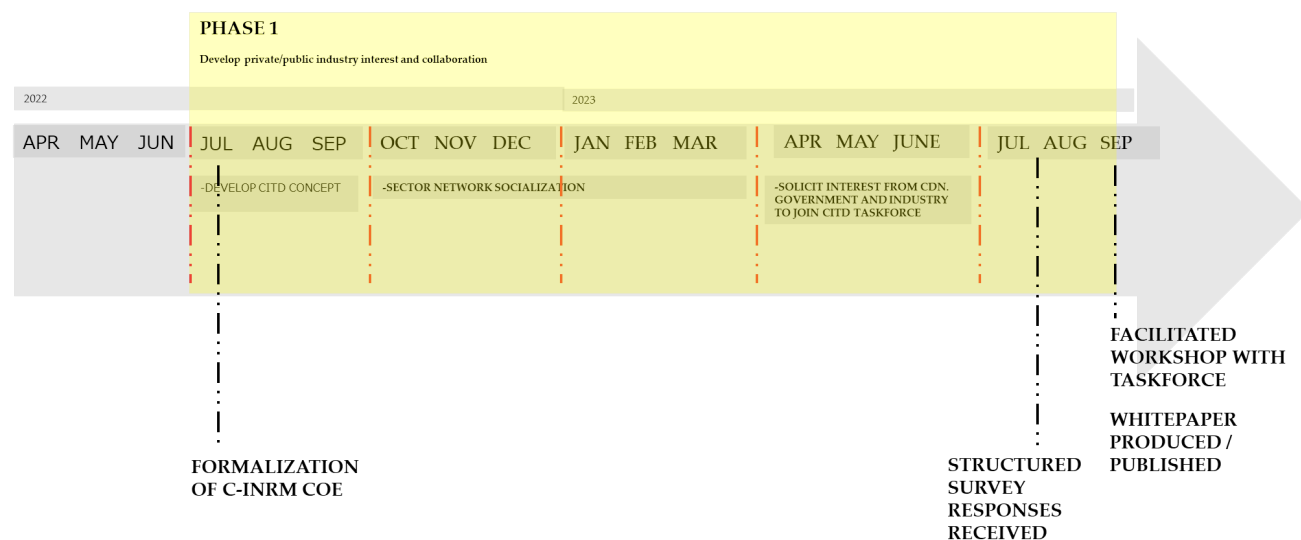 PHASE 1
Develop private/public industry interest and collaboration
2022
2023
APR MAY JUN
JUL AUG SEP
OCT NOV DEC
JAN FEB MAR
APR MAY JUNE
JUL AUG SEP
-DEVELOP CITD CONCEPT
-SECTOR NETWORK SOCIALIZATION
-SOLICIT INTEREST FROM CDN.
GOVERNMENT AND INDUSTRY
TO JOIN CITD TASKFORCE
FORMALIZATION
OF C-INRM COE
STRUCTURED
SURVEY
RESPONSES
RECEIVED
FACILITATED
WORKSHOP WITH
TASKFORCE
WHITEPAPER
PRODUCED /
PUBLISHED